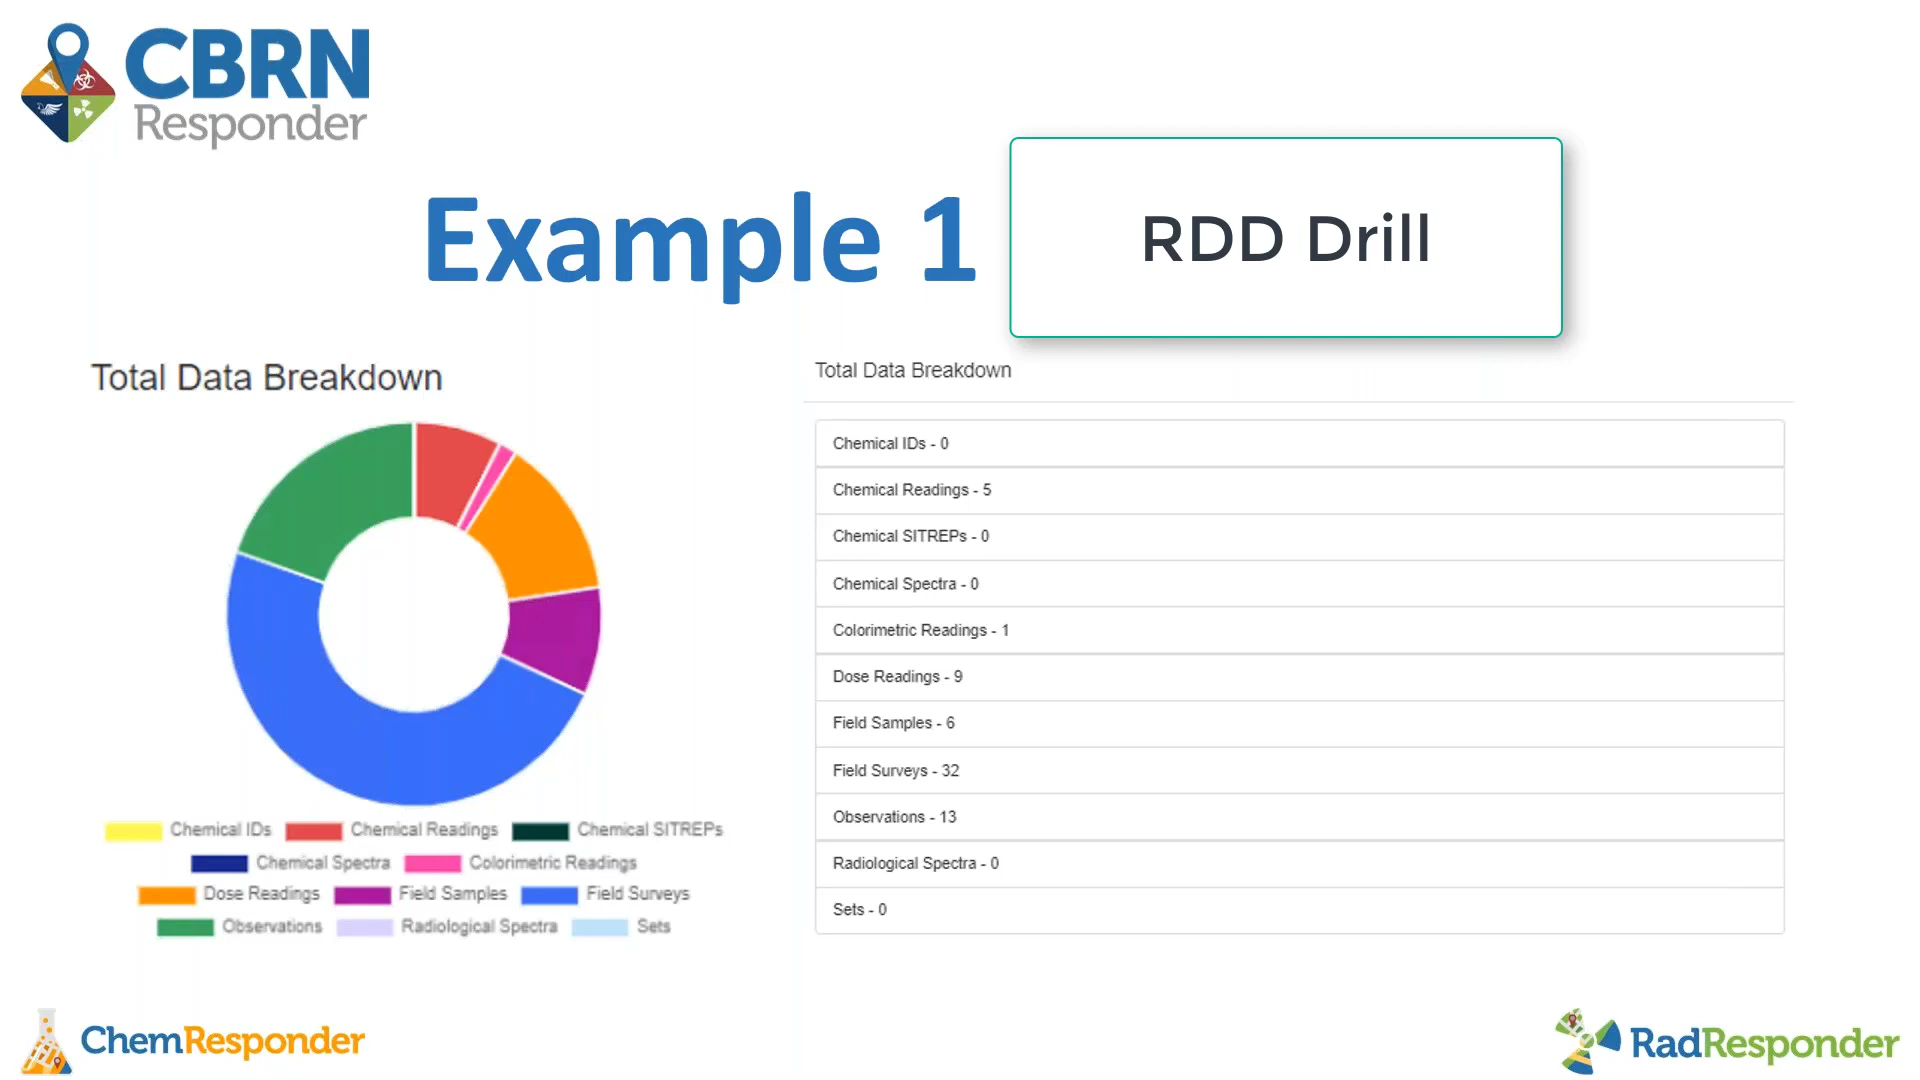 CBRN
Responder
Example 1
RDD Drill
Total Data Breakdown
Chemical IDs
Chemical Readings
Chemical SITREPs
Chemical Spectra
Colorimetric Readings
Dose Readings
Field Samples
Field Surveys
Observations
Radiological Spectra
Sets
Total Data Breakdown
Chemical IDs - 0
Chemical Readings - 5
Chemical SITREPs - 0
Chemical Spectra - 0
Colorimetric Readings - 1
Dose Readings - 9
Field Samples - 6
Field Surveys - 32
Observations - 13
Radiological Spectra - 0
Sets - 0
ChemResponder
RadResponder